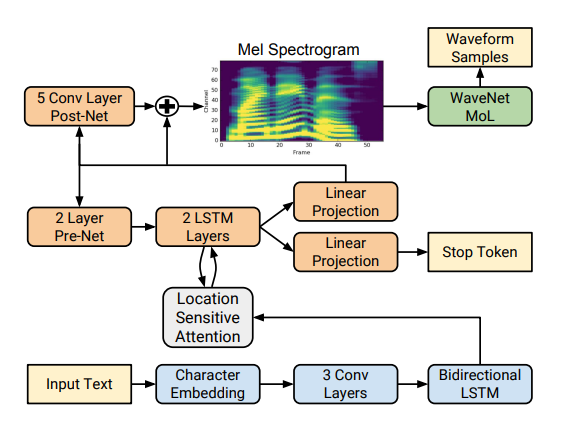 Waveform
Samples
Mel Spectrogram
5 Conv Layer
Post-Net
WaveNet
MoL
Channel
70
60
50
40
30
20
10
0
0 10 20 30 40 50
Frame
2 Layer
Pre-Net
2 LSTM
Layers
Linear
Projection
Linear
Projection
Stop Token
Location
Sensitive
Attention
Input Text
Character
Embedding
3 Conv
Layers
Bidirectional
LSTM